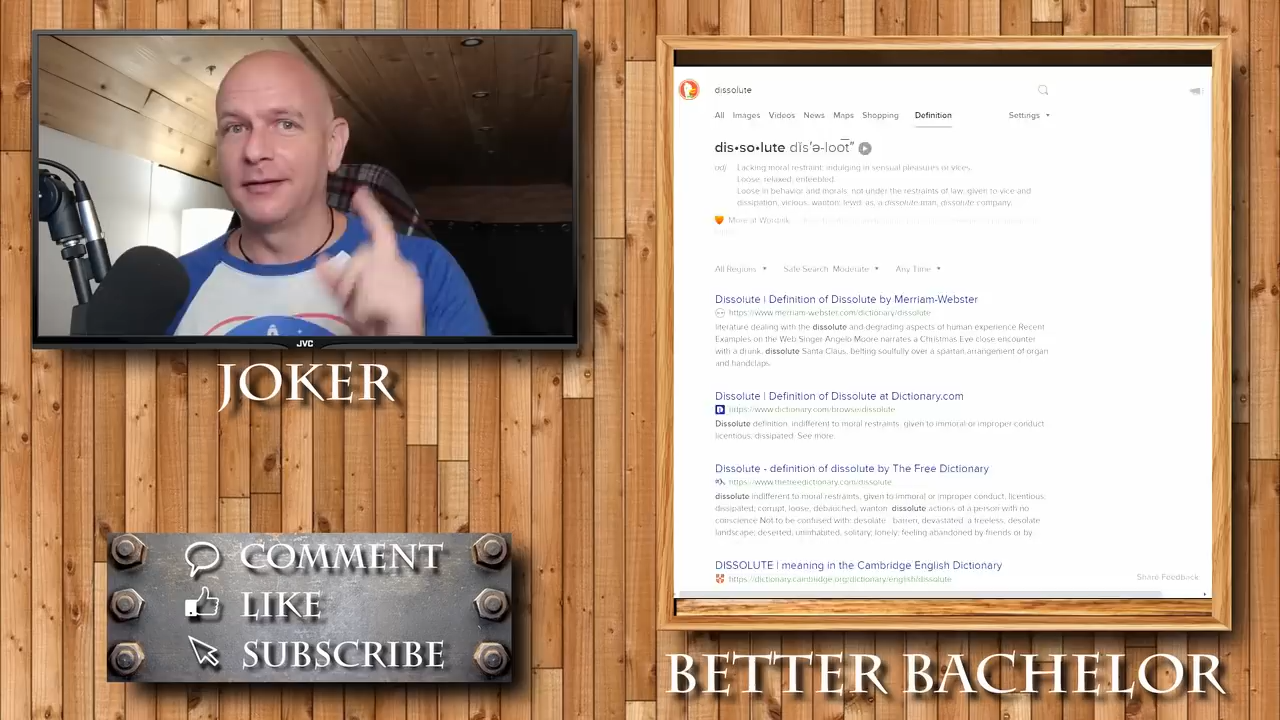 JVC
JOKER
COMMENT
LIKE
SUBSCRIBE
dissolute
All Images Videos News Maps Shopping Definition Settings
dis•so•lute dĭs′ə-lo͞ot″
adj Lacking moral restraint; indulging in sensual pleasures or vices.
Loose; relaxed; enfeebled.
Loose in behavior and morals; not under the restraints of law; given to vice and
dissipation; vicious; wanton; lewd; as, a dissolute man; dissolute company.
More at Wordnik
All Regions Safe Search: Moderate Any Time
Dissolute | Definition of Dissolute by Merriam-Webster
https://www.merriam-webster.com/dictionary/dissolute
literature dealing with the dissolute and degrading aspects of human experience Recent
Examples on the Web Singer Angelo Moore narrates a Christmas Eve close encounter
with a drunk, dissolute Santa Claus, belting soulfully over a spartan arrangement of organ
and handclaps.
Dissolute | Definition of Dissolute at Dictionary.com
https://www.dictionary.com/browse/dissolute
Dissolute definition, indifferent to moral restraints; given to immoral or improper conduct;
licentious; dissipated. See more.
Dissolute - definition of dissolute by The Free Dictionary
https://www.thefreedictionary.com/dissolute
dissolute indifferent to moral restraints; given to immoral or improper conduct; licentious;
dissipated; corrupt, loose, debauched, wanton: dissolute actions of a person with no
conscience Not to be confused with: desolate - barren, devastated: a treeless, desolate
landscape; deserted, uninhabited; solitary; lonely; feeling abandoned by friends or by
DISSOLUTE | meaning in the Cambridge English Dictionary
https://dictionary.cambridge.org/dictionary/english/dissolute
Share Feedback
BETTER BACHELOR